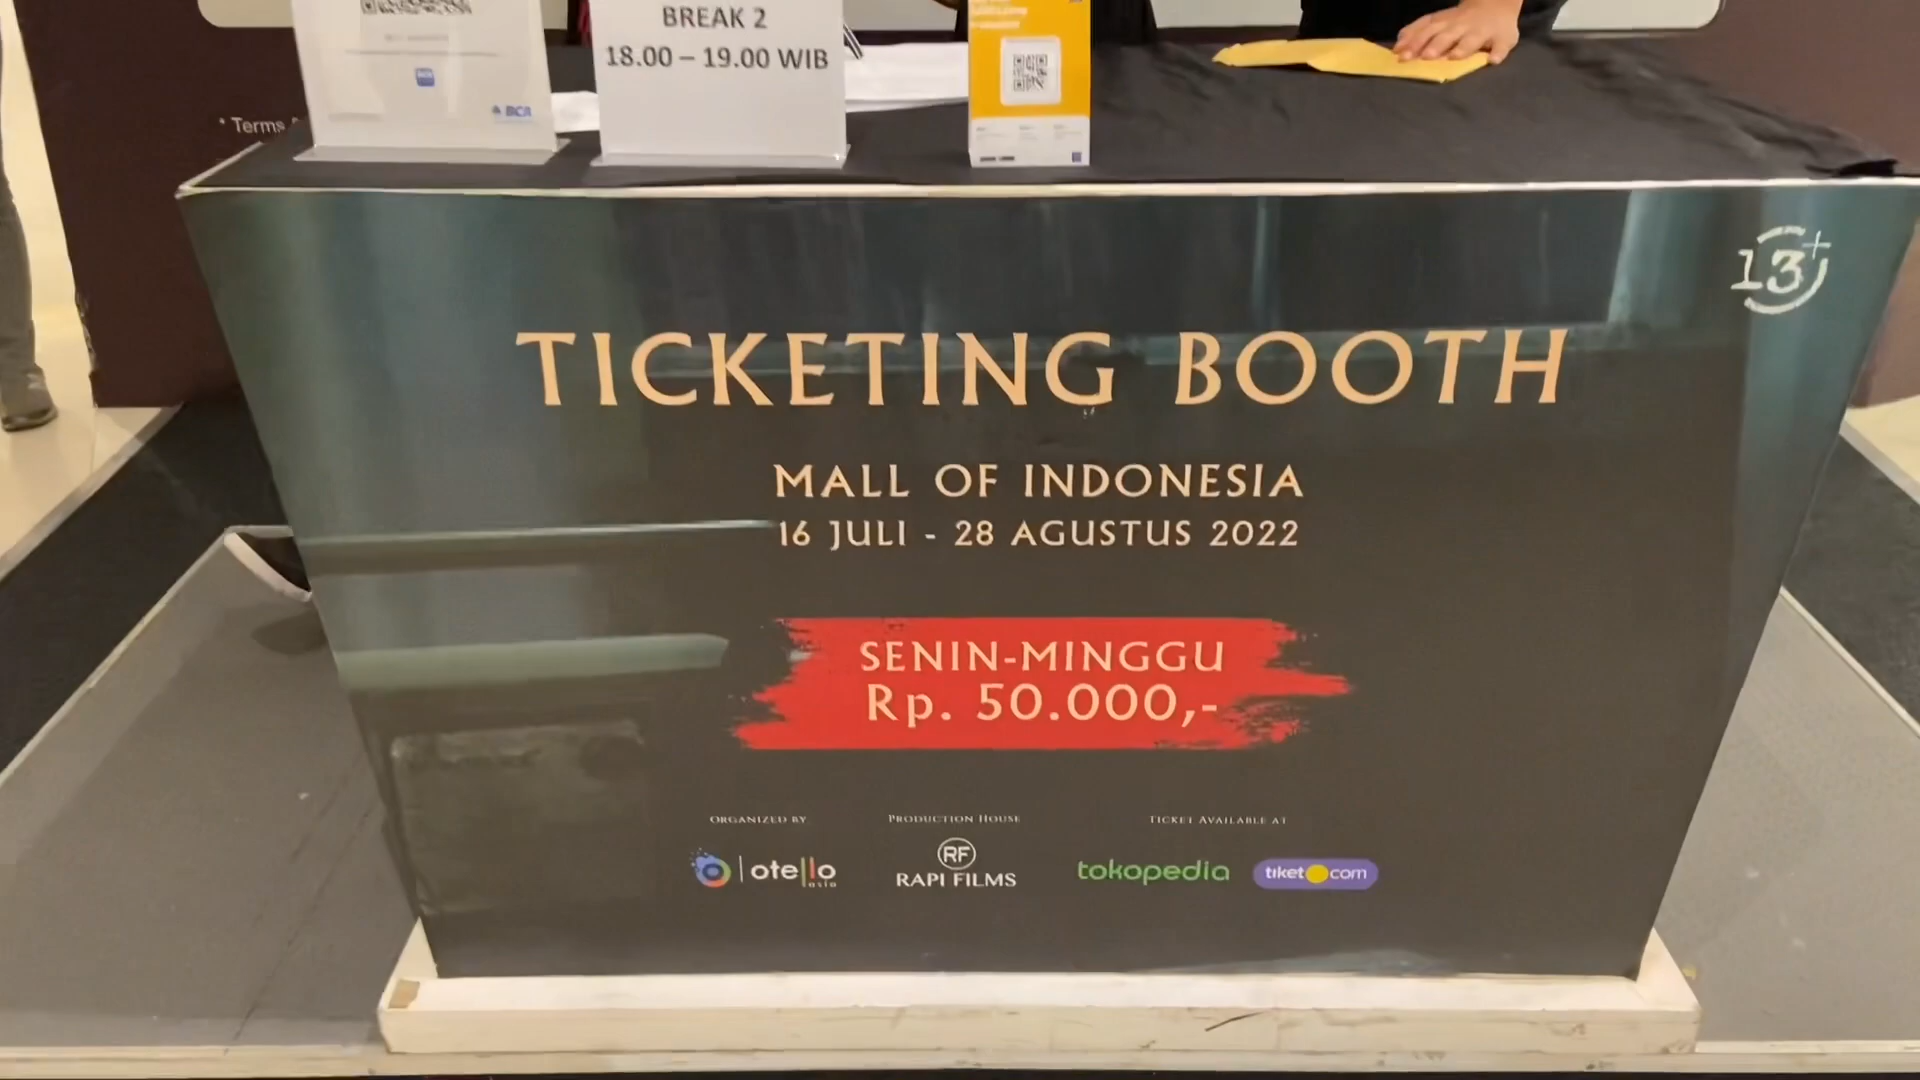 BREAK 2
18.00 – 19.00 WIB
BCA
* Terms
13+
TICKETING BOOTH
MALL OF INDONESIA
16 JULI - 28 AGUSTUS 2022
SENIN-MINGGU
Rp. 50.000,-
ORGANIZED BY
PRODUCTION HOUSE
TICKET AVAILABLE AT
otello
asia
RF
RAPI FILMS
tokopedia
tiket.com